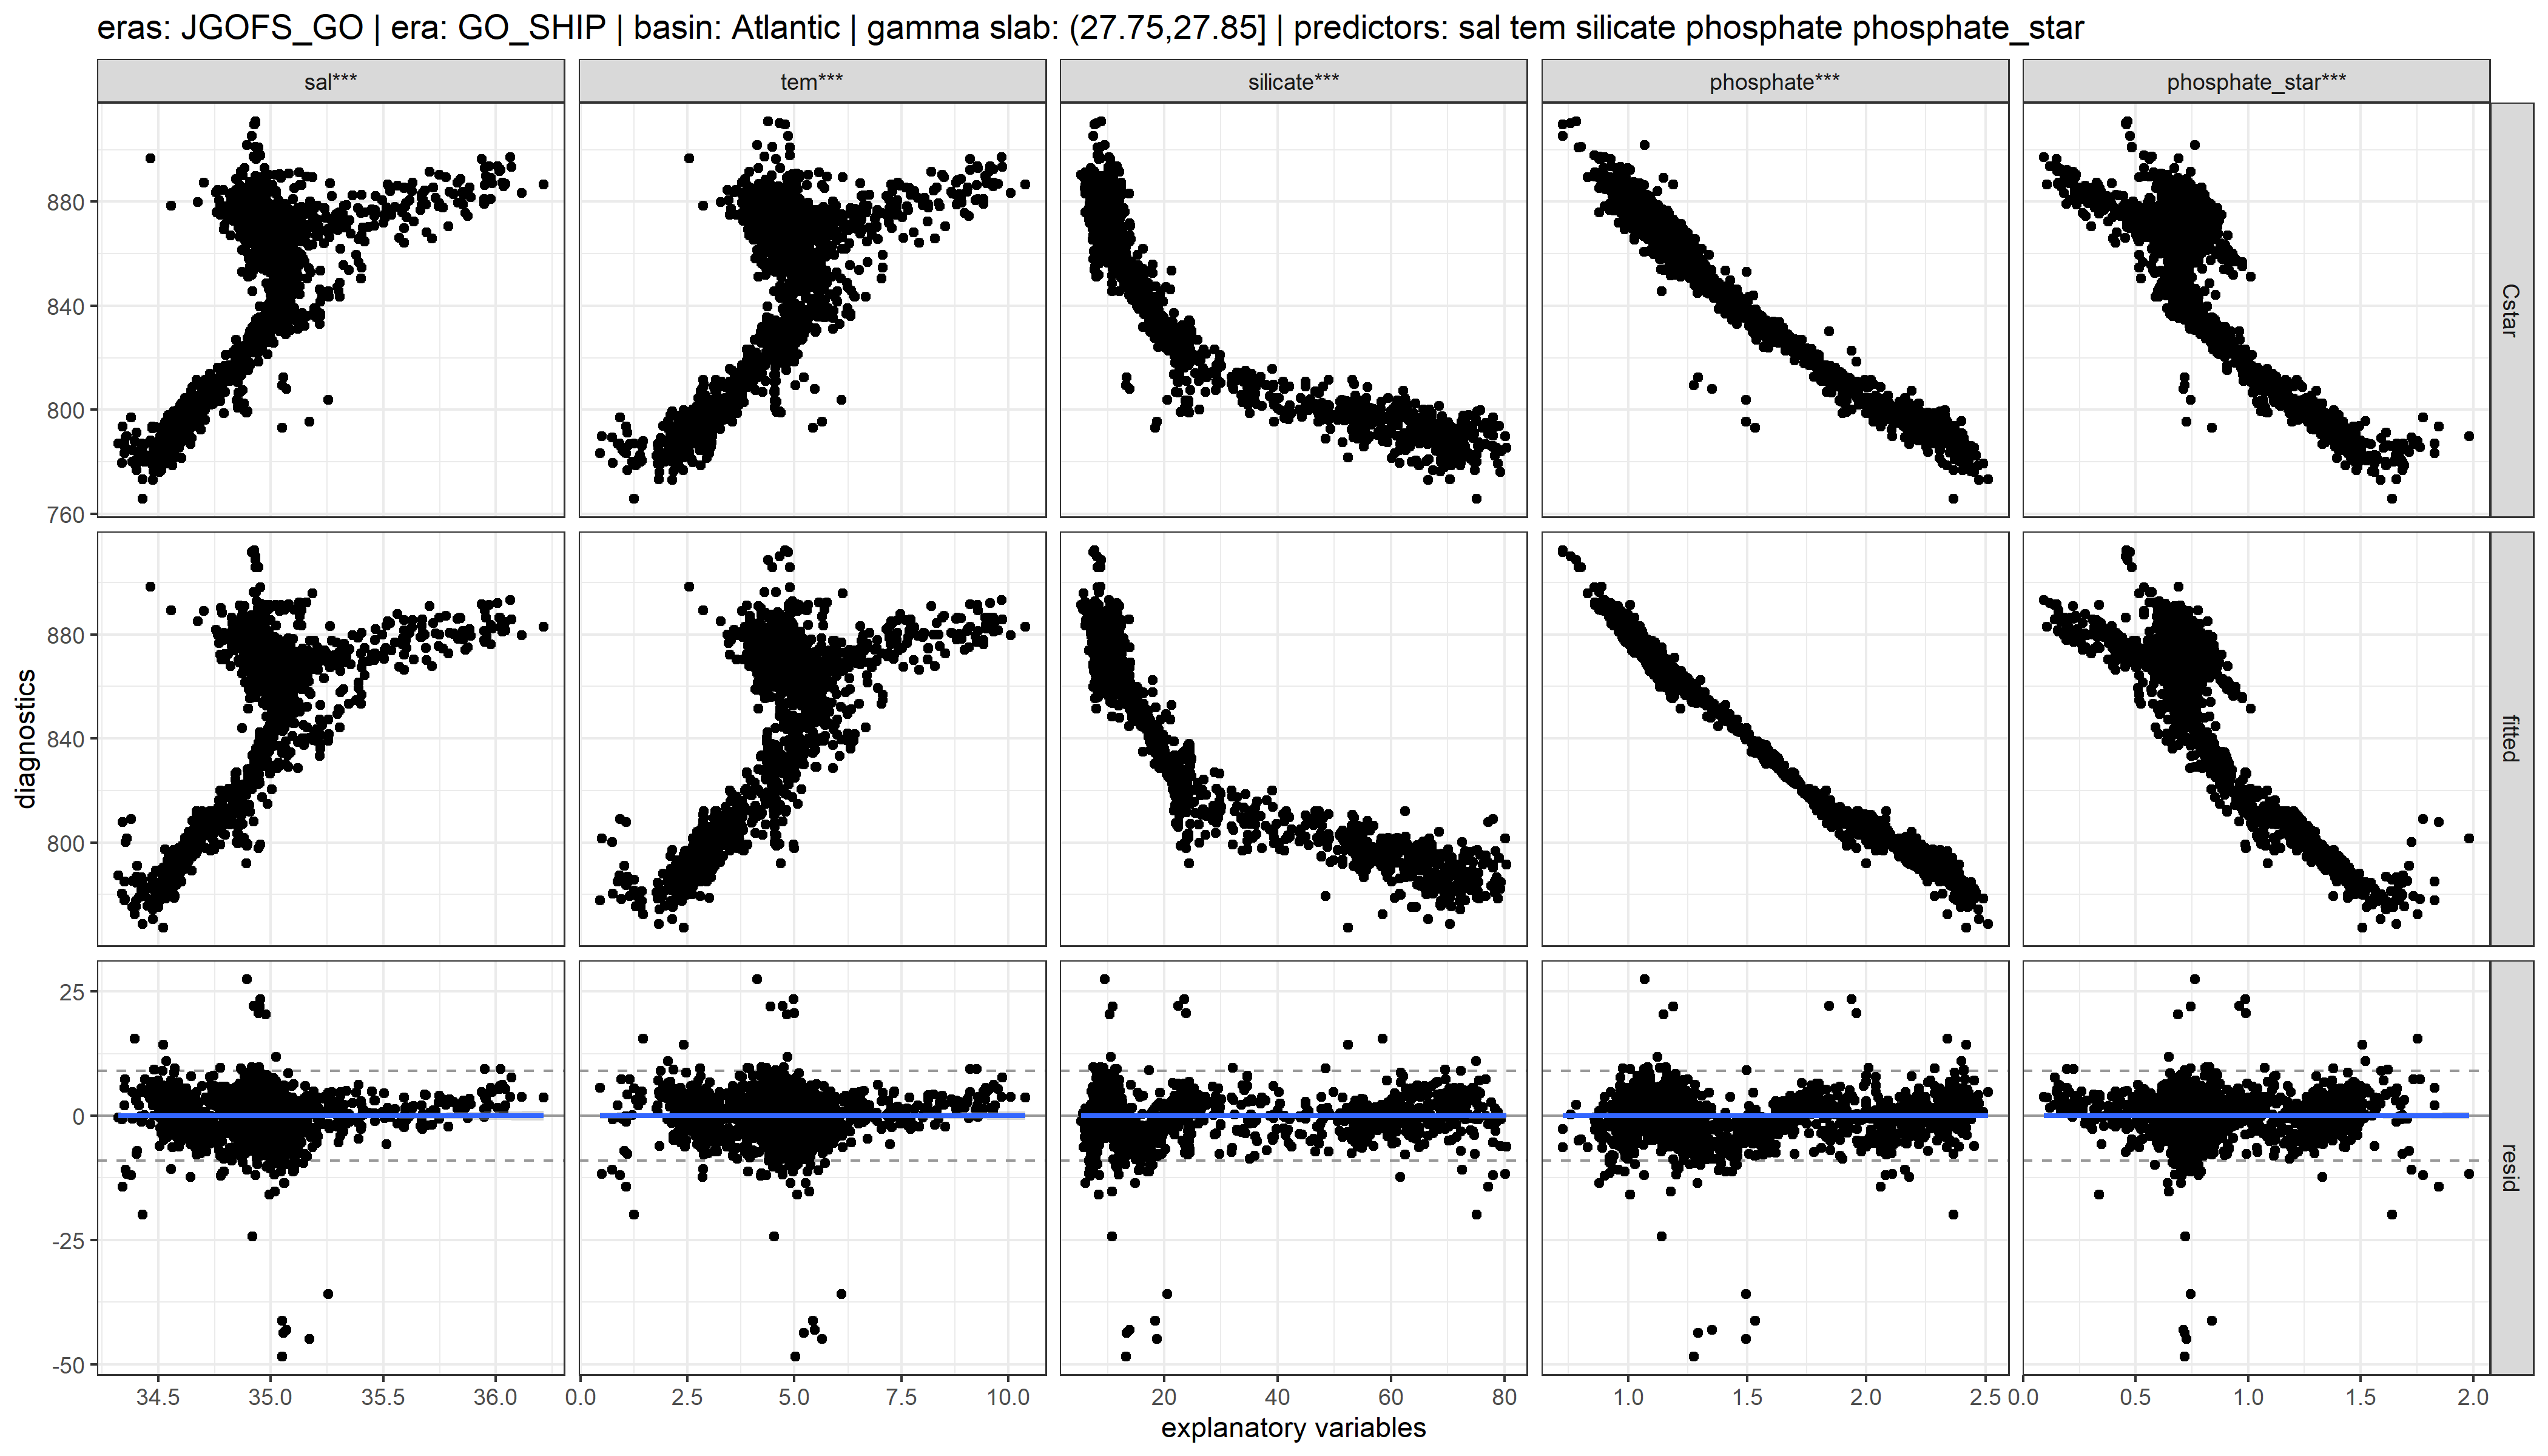 eras: JGOFS_GO | era: GO_SHIP | basin: Atlantic | gamma slab: (27.75,27.85] | predictors: sal tem silicate phosphate phosphate_star
sal*** tem*** silicate*** phosphate*** phosphate_star***
880
840
800
760
Cstar
880
840
800
fitted
diagnostics
25
0
-25
-50
resid
34.5 35.0 35.5 36.0 0.0 2.5 5.0 7.5 10.0 20 40 60 80 1.0 1.5 2.0 2.5 0.0 0.5 1.0 1.5 2.0
explanatory variables